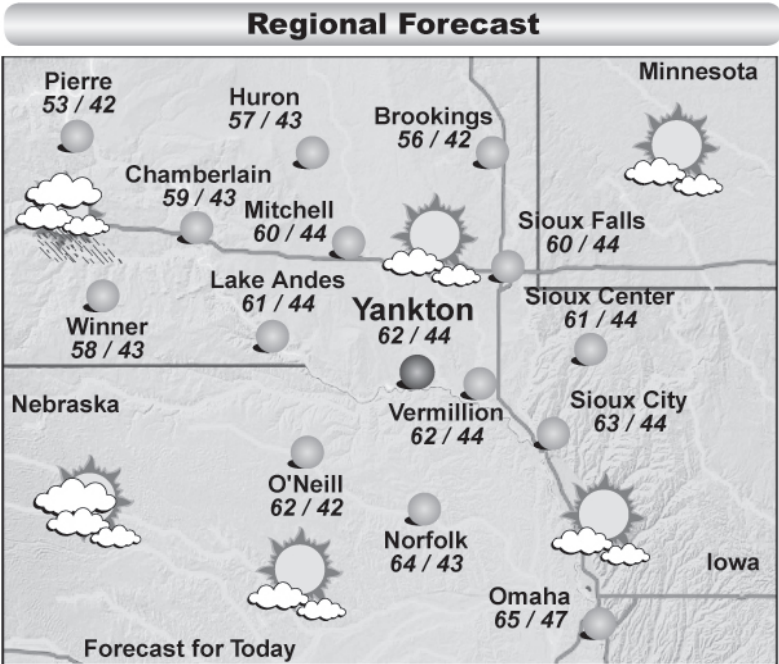 Regional Forecast
Minnesota
Pierre
53 / 42
Huron
57 / 43
Brookings
56 / 42
Chamberlain
59 / 43
Mitchell
60 / 44
Sioux Falls
60 / 44
Lake Andes
61 / 44
Yankton
62 / 44
Sioux Center
61 / 44
Winner
58 / 43
Nebraska
Vermillion
62 / 44
Sioux City
63 / 44
O'Neill
62 / 42
Norfolk
64 / 43
Iowa
Omaha
65 / 47
Forecast for Today